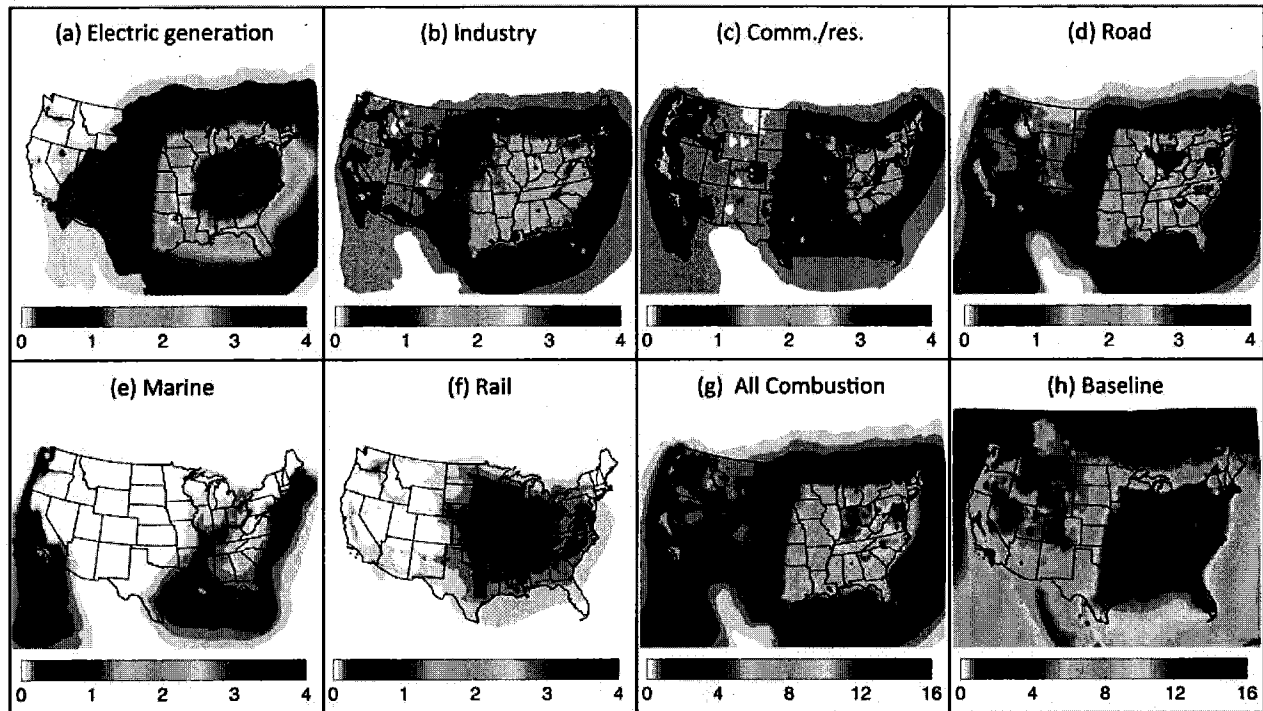 (a) Electric generation
(b) Industry
(c) Comm./res.
(d) Road
0 1 2 3 4
0 1 2 3 4
0 1 2 3 4
0 1 2 3 4
(e) Marine
(f) Rail
(g) All Combustion
(h) Baseline
0 1 2 3 4
0 1 2 3 4
0 4 8 12 16
0 4 8 12 16